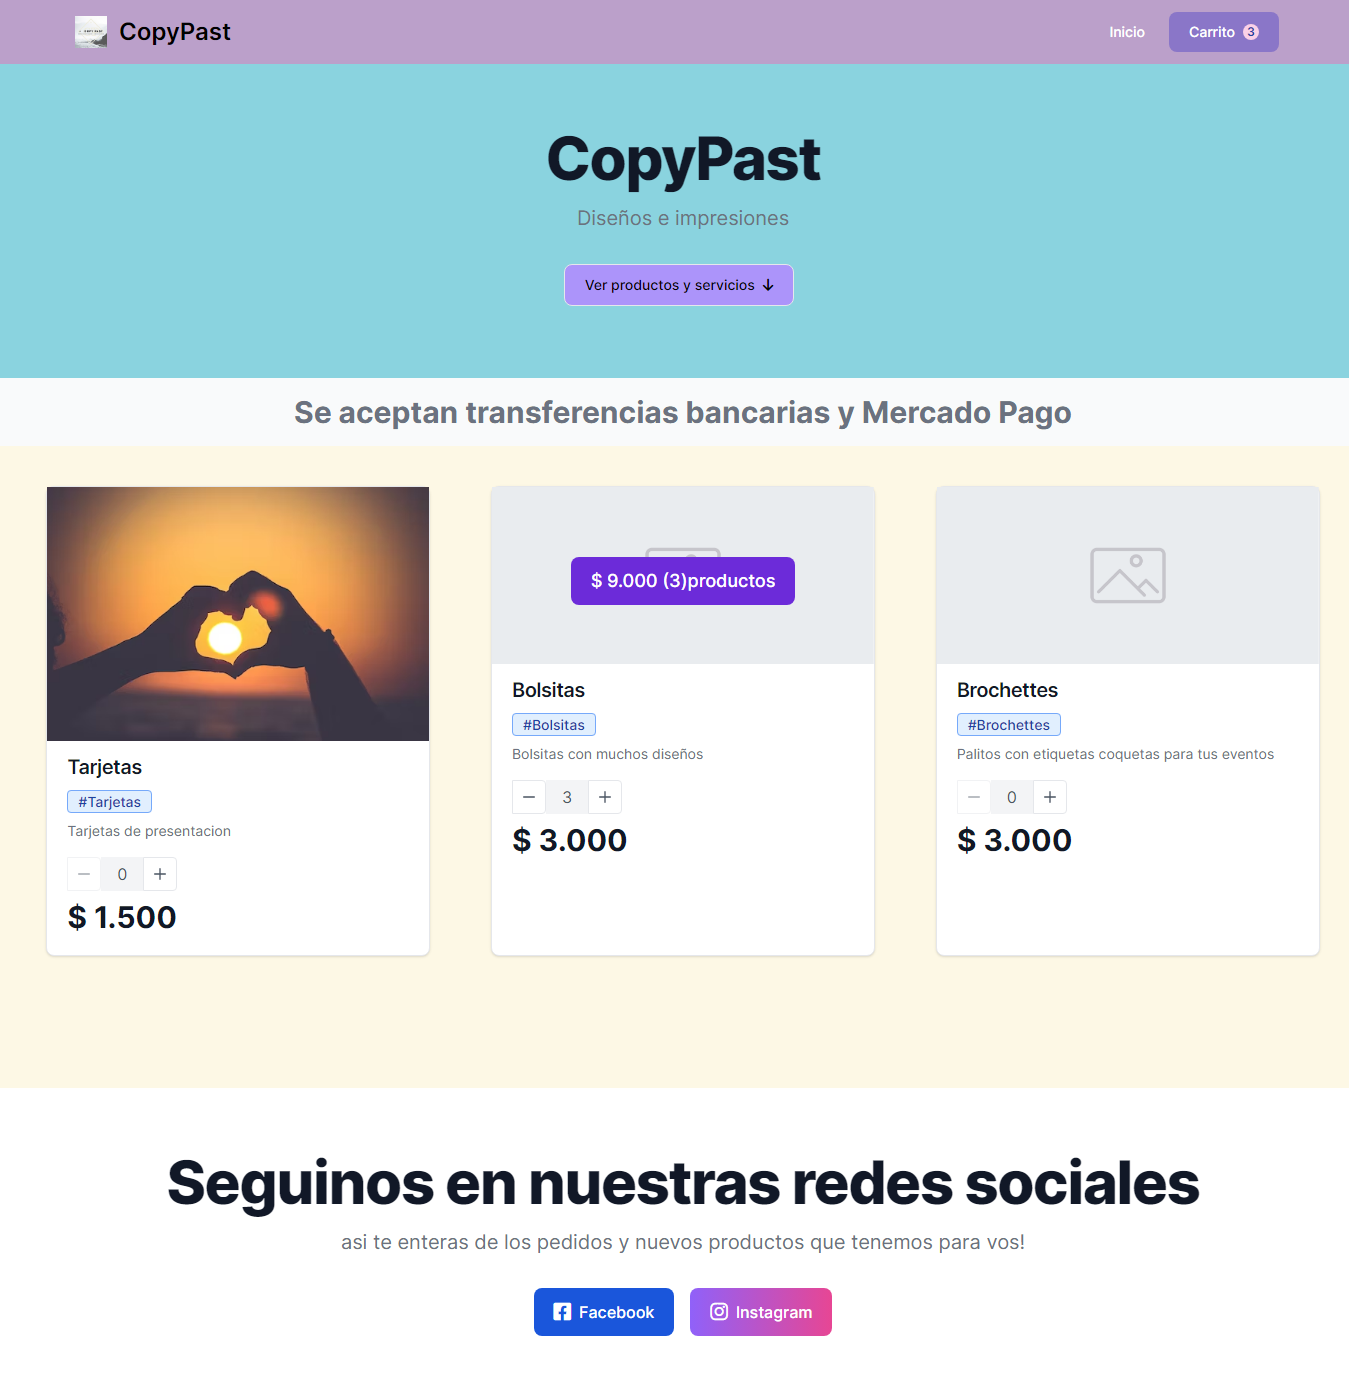 CopyPast
Inicio
Carrito 3
CopyPast
Diseños e impresiones
Ver productos y servicios
Se aceptan transferencias bancarias y Mercado Pago
Tarjetas
#Tarjetas
Tarjetas de presentacion
0
$ 1.500
$ 9.000 (3)productos
Bolsitas
#Bolsitas
Bolsitas con muchos diseños
3
$ 3.000
Brochettes
#Brochettes
Palitos con etiquetas coquetas para tus eventos
0
$ 3.000
Seguinos en nuestras redes sociales
asi te enteras de los pedidos y nuevos productos que tenemos para vos!
Facebook
Instagram